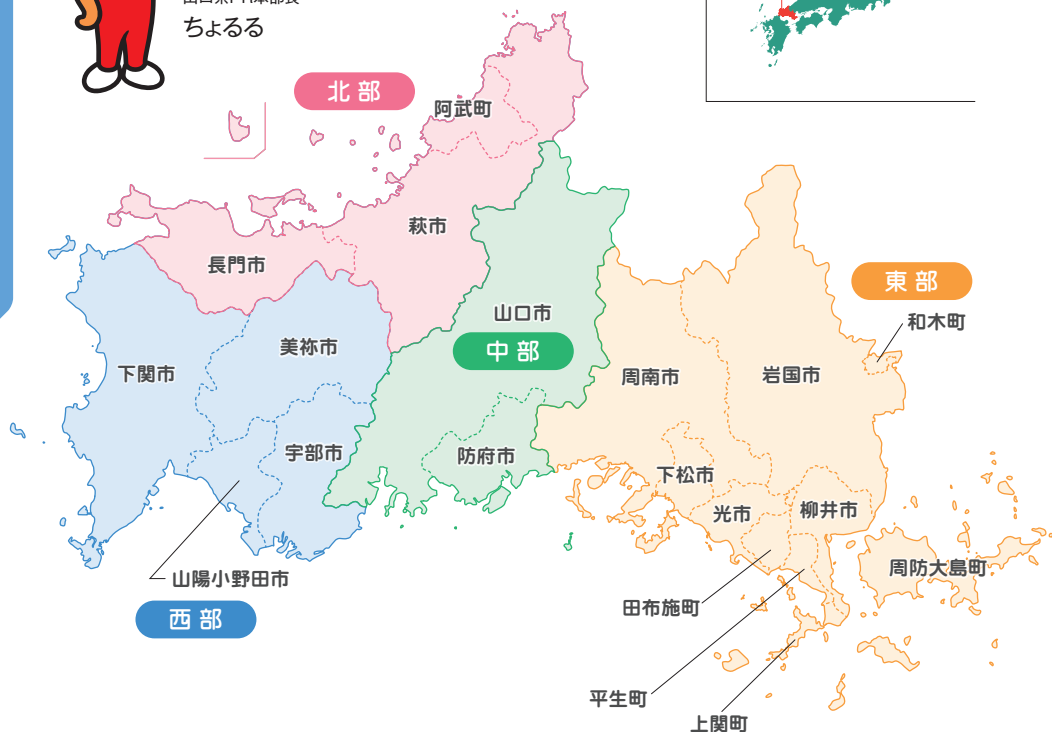 ちょるる
北部
阿武町
萩市
長門市
山口市
中部
東部
和木町
美祢市
下関市
周南市
岩国市
宇部市
防府市
下松市
光市
柳井市
周防大島町
山陽小野田市
西部
田布施町
平生町
上関町